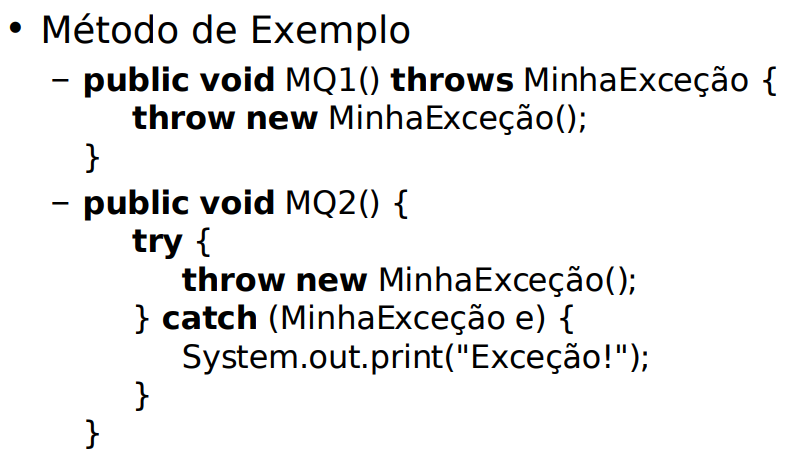 • Método de Exemplo
– public void MQ1() throws MinhaExceção {
throw new MinhaExceção();
}
– public void MQ2() {
try {
throw new MinhaExceção();
} catch (MinhaExceção e) {
System.out.print("Exceção!");
}
}